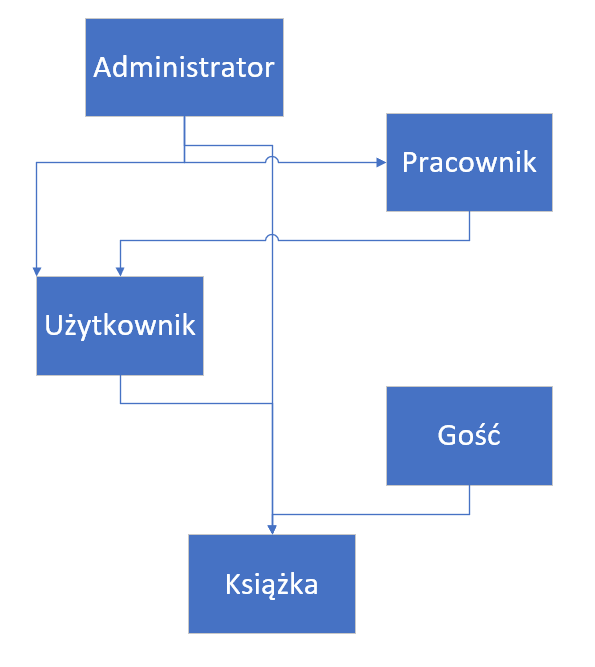 Administrator
Pracownik
Użytkownik
Gość
Książka